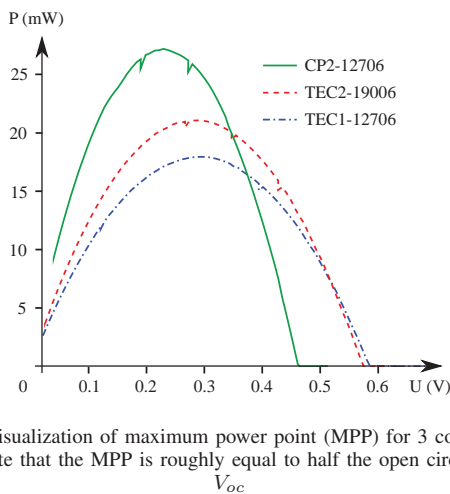 P (mW)
25
20
15
10
5
0
0.1
0.2
0.3
0.4
0.5
0.6
U (V)
CP2-12706
TEC2-19006
TEC1-12706
isualization of maximum power point (MPP) for 3 co
te that the MPP is roughly equal to half the open circ
Voc